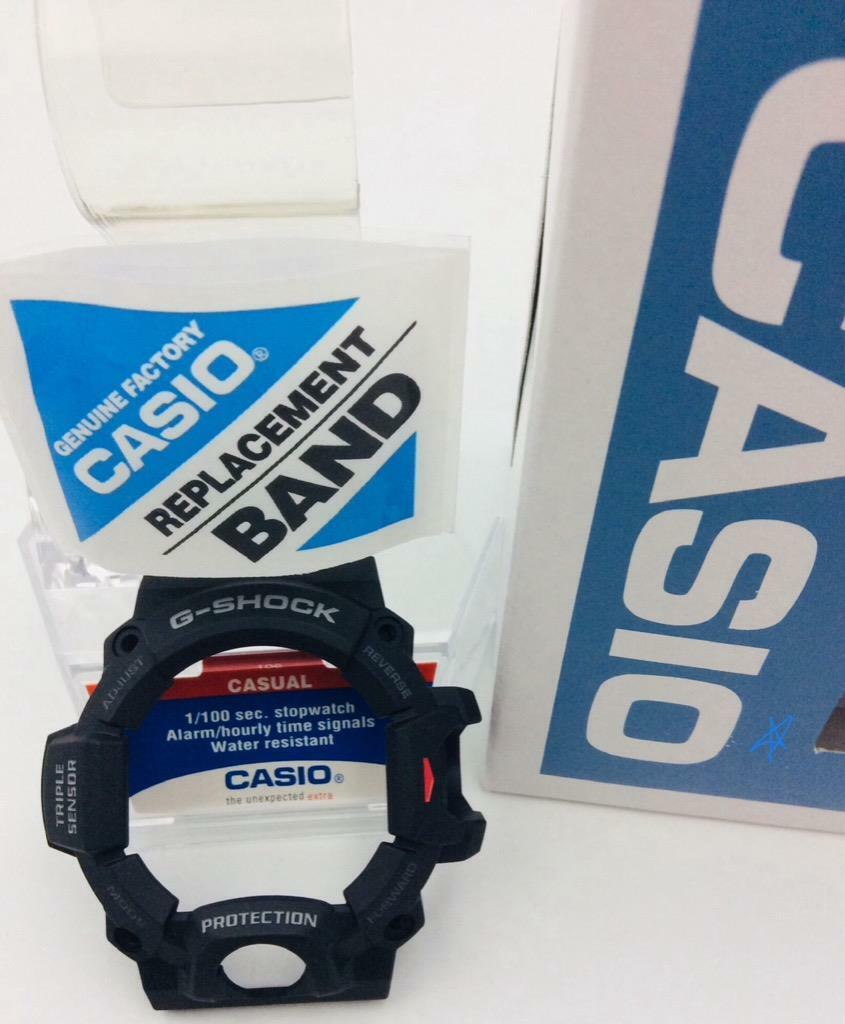 GENUINE FACTORY
CASIO®
REPLACEMENT
BAND
CASIO
G-SHOCK
ADJUST
REVERSE
TRIPLE
SENSOR
MODE
FORWARD
PROTECTION
100
CASUAL
1/100 sec. stopwatch
Alarm/hourly time signals
Water resistant
CASIO®
the unexpected extra